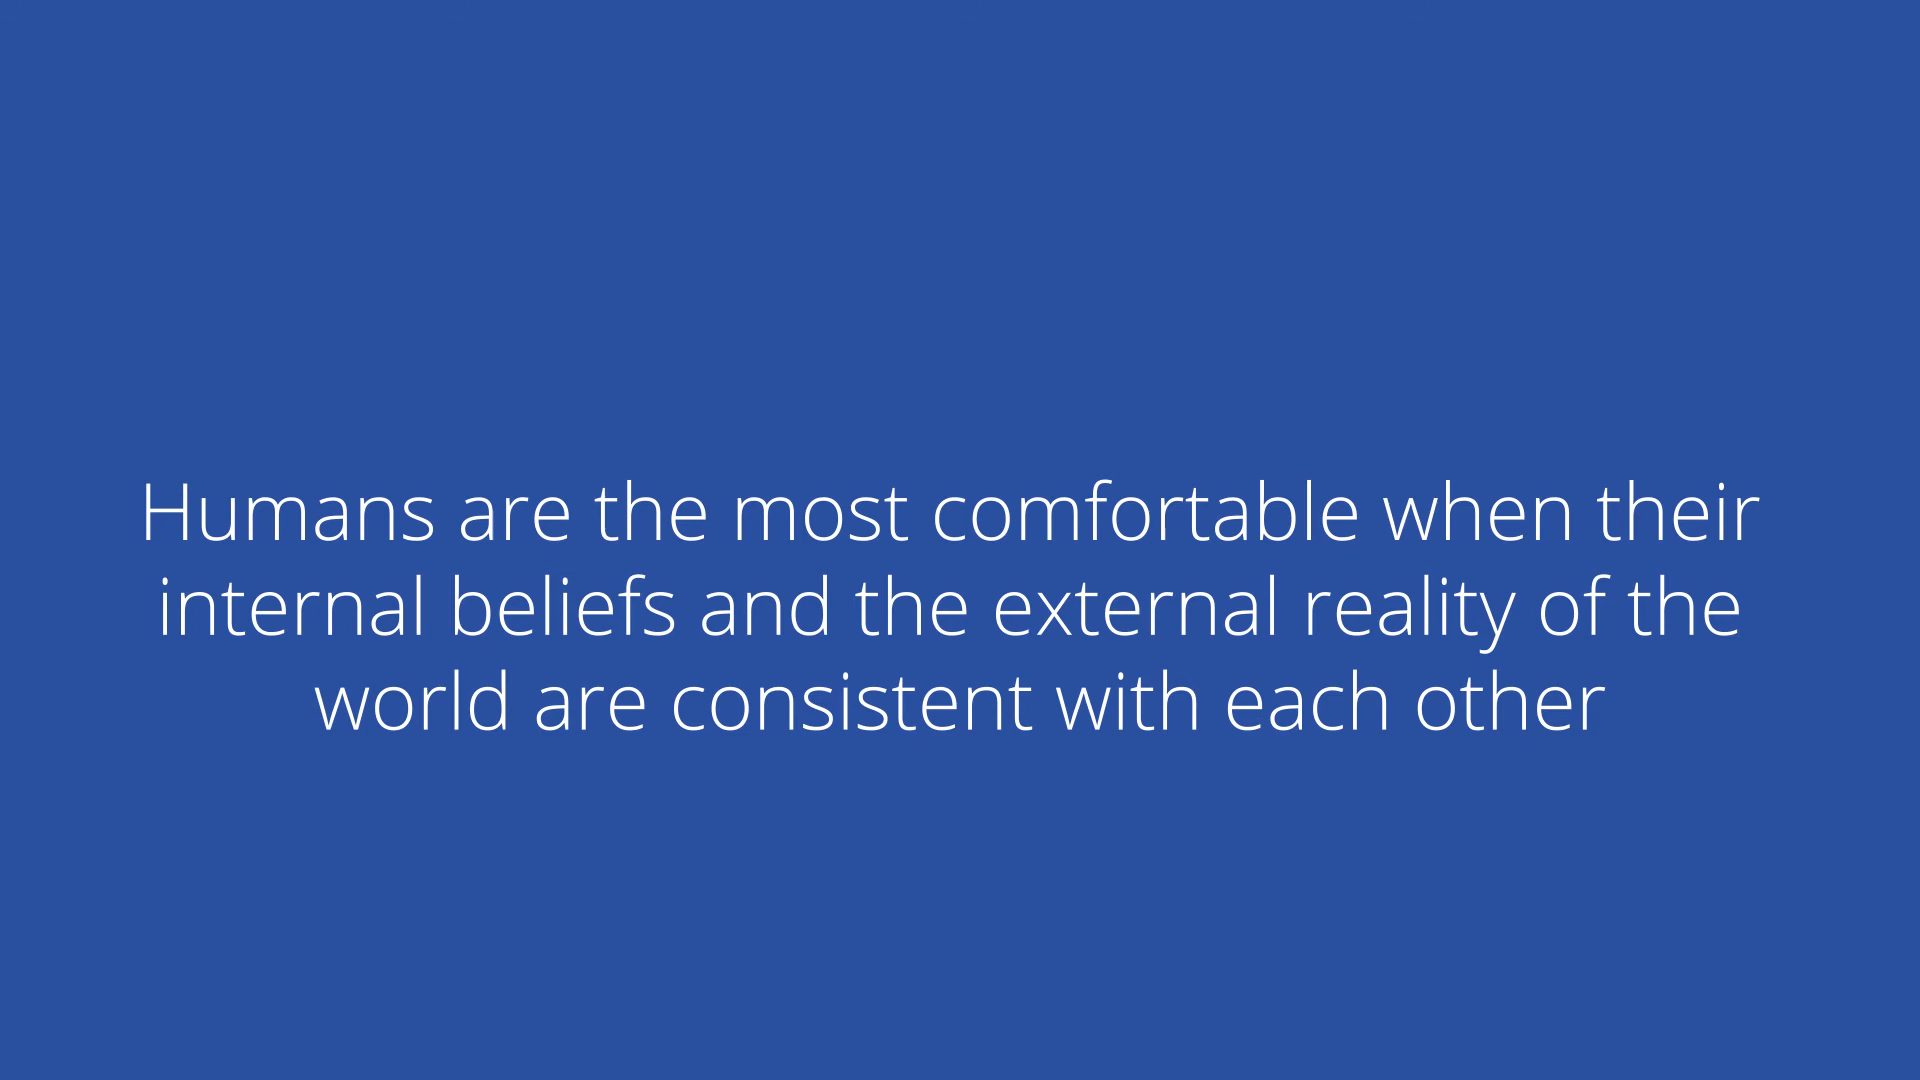 Humans are the most comfortable when their
internal beliefs and the external reality of the
world are consistent with each other